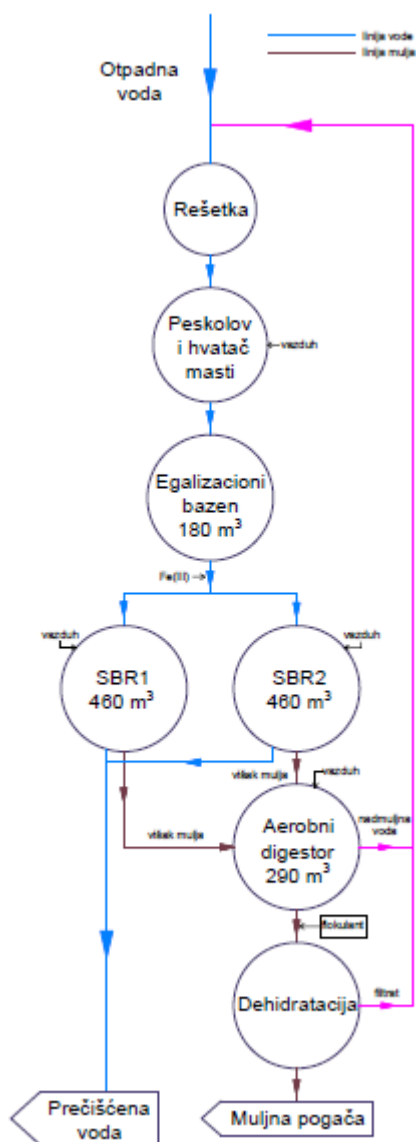 linija vode
linija mulja
Otpadna
voda
Rešetka
Peskolov
i hvatač
masti
vazduh
Egalizacioni
bazen
180 m³
Fe(III)
vazduh
vazduh
SBR1
460 m³
SBR2
460 m³
višak mulja
vazduh
višak mulja
Aerobni
digestor
290 m³
nadmuljna
voda
flokulant
Dehidratacija
filtrat
Prečišćena
voda
Muljna pogača